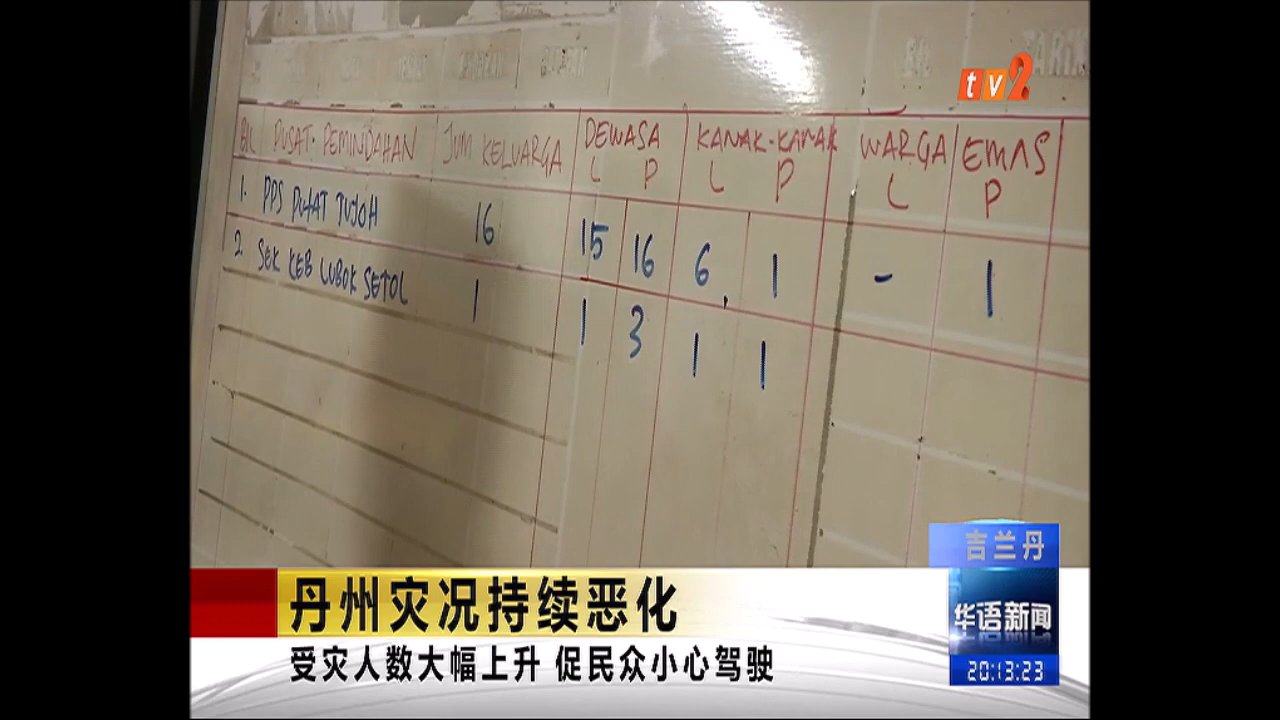 tv2
BIL PUSAT. PEMINDAHAN JUM KELUARGA DEWASA KANAK-KANAK WARGA EMAS
L P L P L P
1. PPS PUTAT TUJOH 16 15 16 6 1 - 1
2 SEK KEB LUBOK SETOL 1 1 3 1 1
吉兰丹
丹州灾况持续恶化
华语新闻
受灾人数大幅上升 促民众小心驾驶
20:13:23